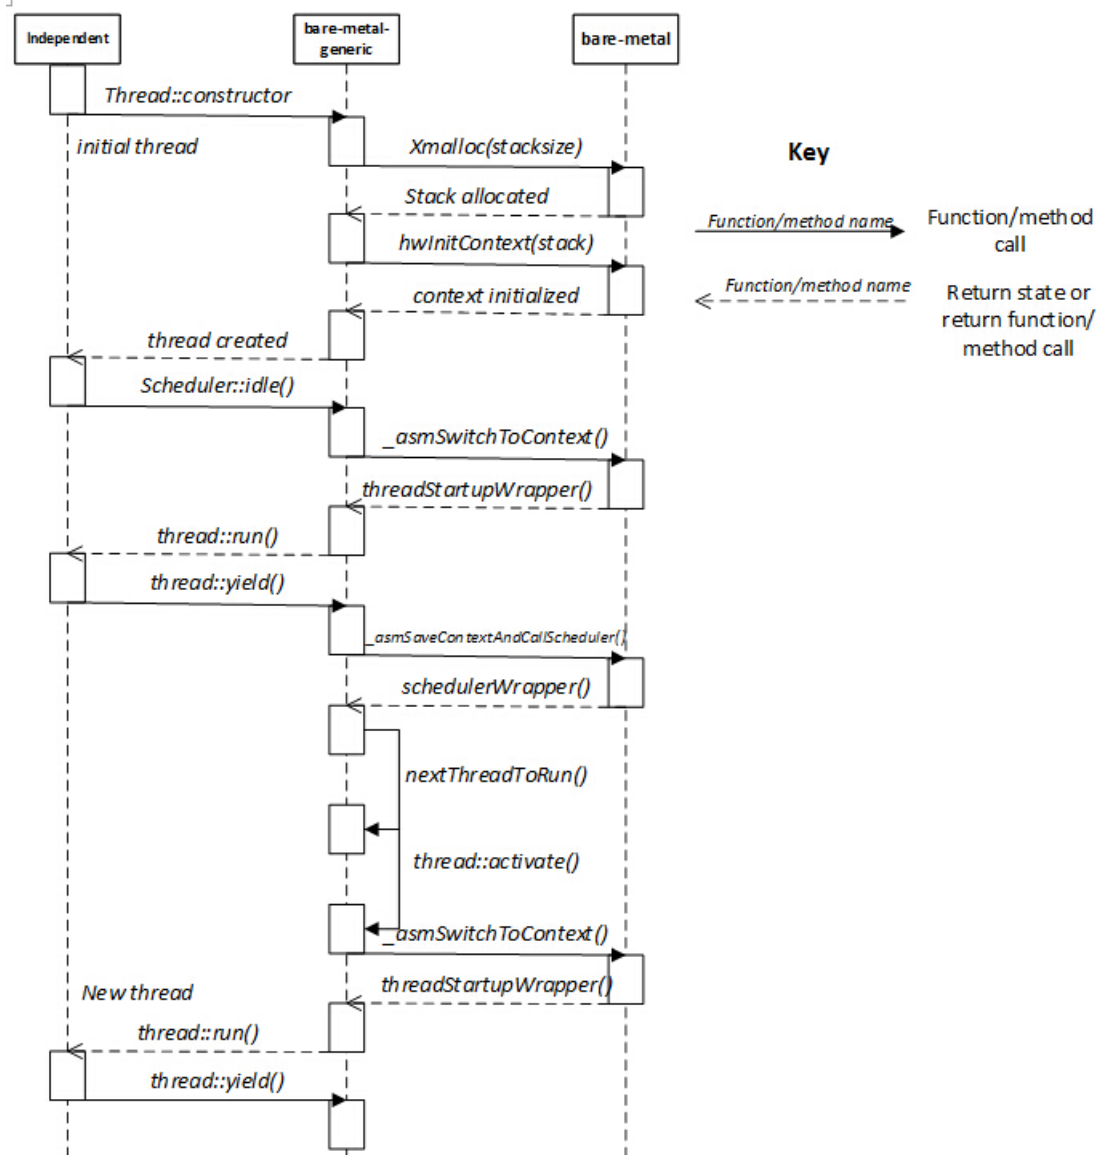 Independent
bare-metal-
generic
bare-metal
Thread::constructor
initial thread
Xmalloc(stacksize)
Stack allocated
hwInitContext(stack)
context initialized
thread created
Scheduler::idle()
_asmSwitchToContext()
threadStartupWrapper()
thread::run()
thread::yield()
_asmSaveContextAndCallScheduler()
schedulerWrapper()
nextThreadToRun()
thread::activate()
_asmSwitchToContext()
threadStartupWrapper()
New thread
thread::run()
thread::yield()
Key
Function/method name
Function/method
call
Function/method name
Return state or
return function/
method call